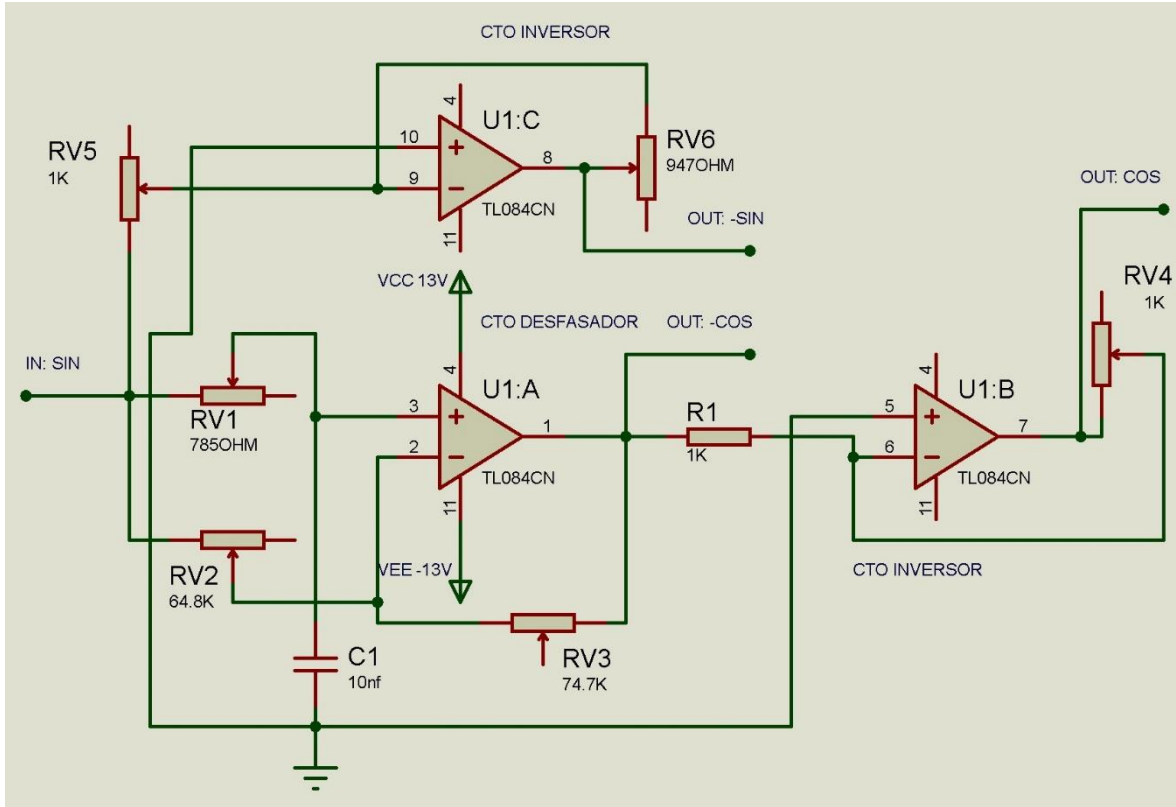 CTO INVERSOR
4
U1:C
10
9
8
TL084CN
11
RV5
1K
RV6
947OHM
OUT: -SIN
OUT: COS
RV4
1K
VCC 13V
CTO DESFASADOR
OUT: -COS
IN: SIN
RV1
785OHM
4
U1:A
3
2
1
TL084CN
11
R1
1K
4
U1:B
5
6
7
TL084CN
11
RV2
64.8K
VEE -13V
CTO INVERSOR
C1
10nf
RV3
74.7K